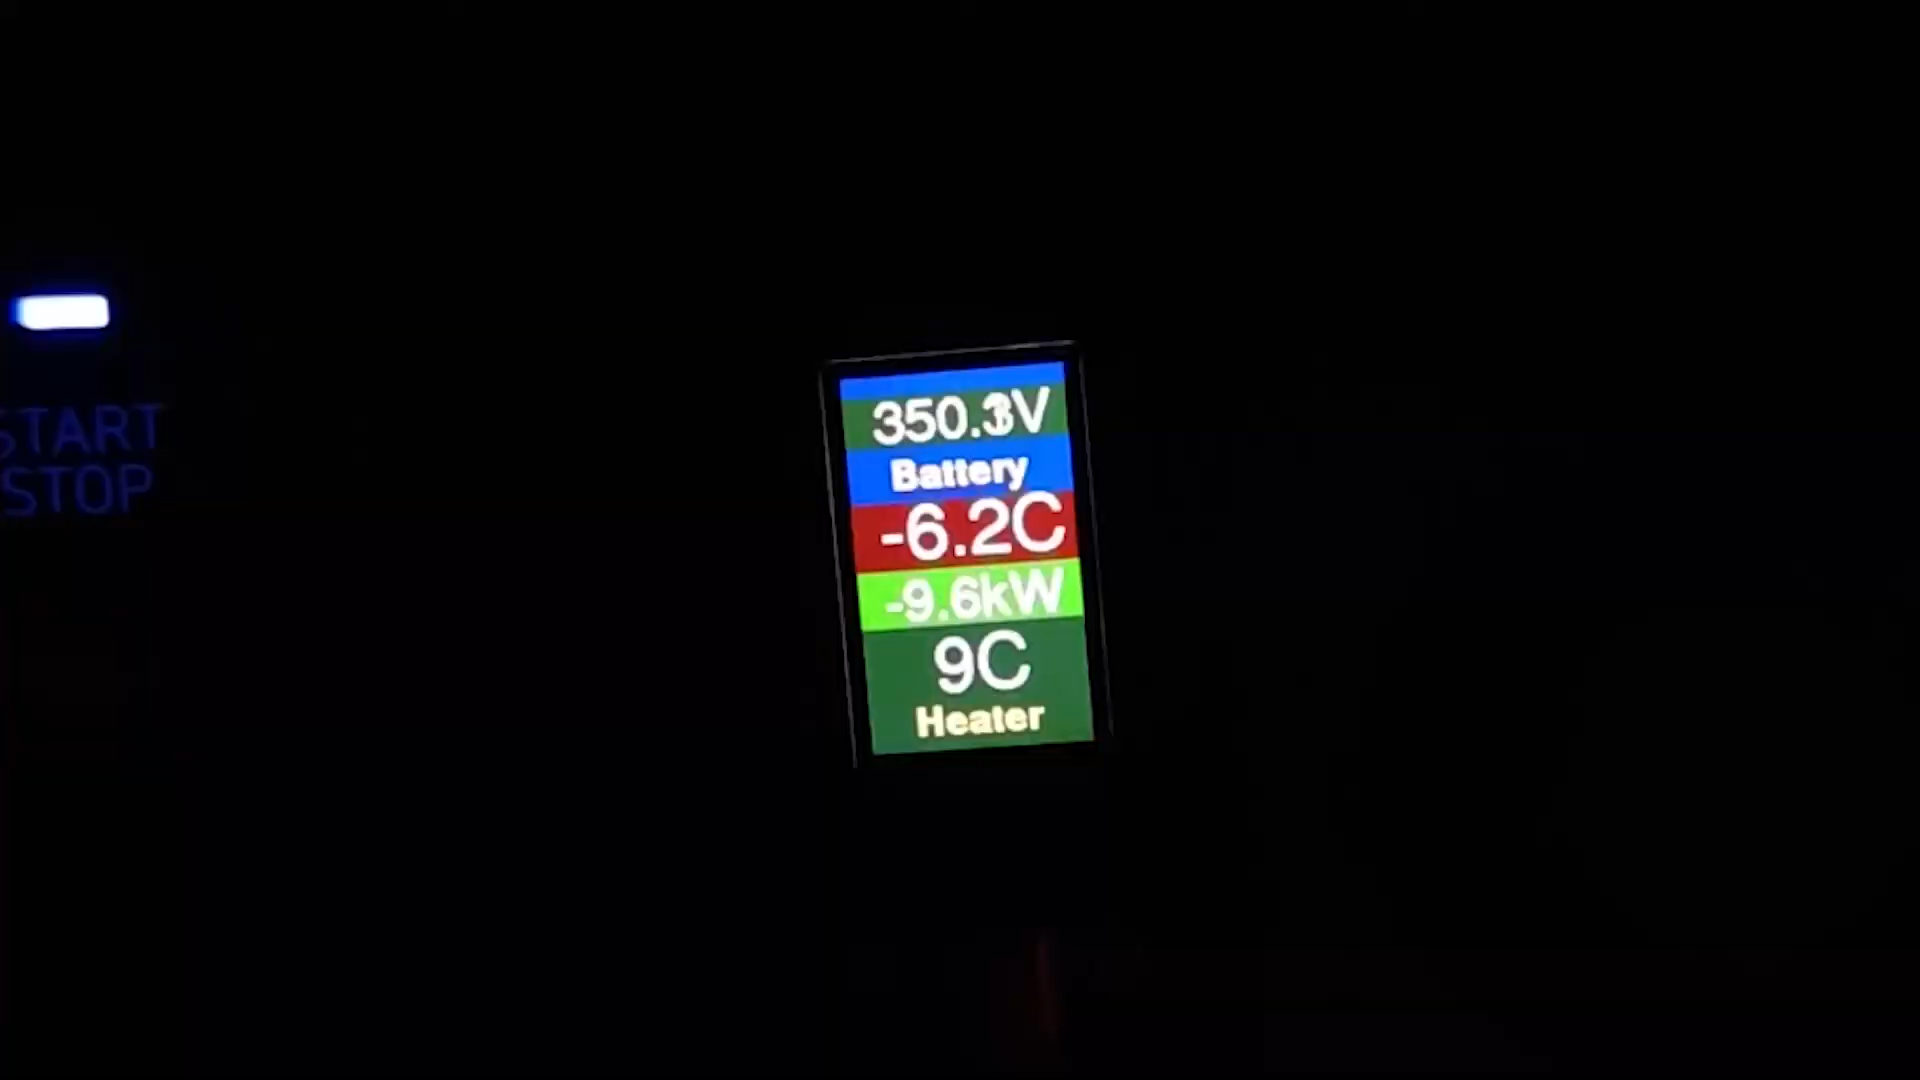 START
STOP
350.3V
Battery
-6.2C
-9.6kW
9C
Heater